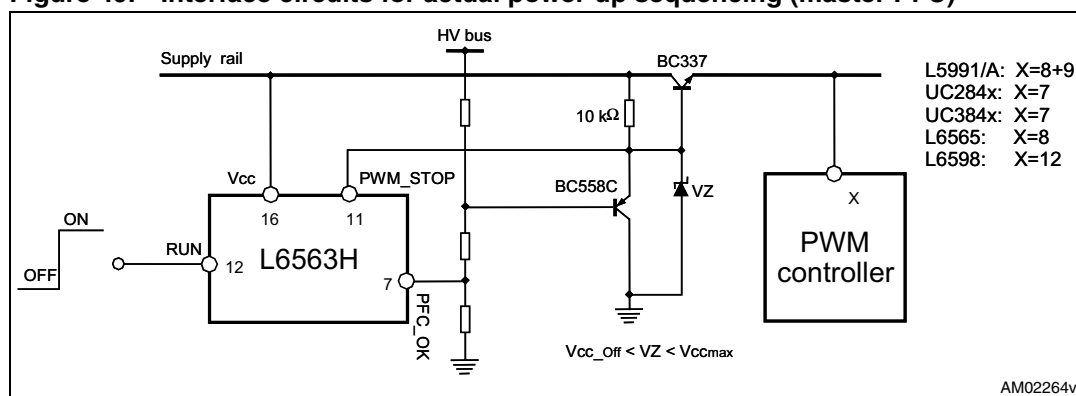 Figure 45. Interface circuits for actual power-up sequencing (master PFC)
HV bus
Supply rail
BC337
L5991/A: X=8+9
UC284x: X=7
UC384x: X=7
L6565: X=8
L6598: X=12
10 kΩ
Vcc
PWM_STOP
BC558C
VZ
X
16
11
ON
OFF
RUN
12
L6563H
7
PFC_OK
PWM
controller
Vcc_Off < VZ < Vccmax
AM02264v